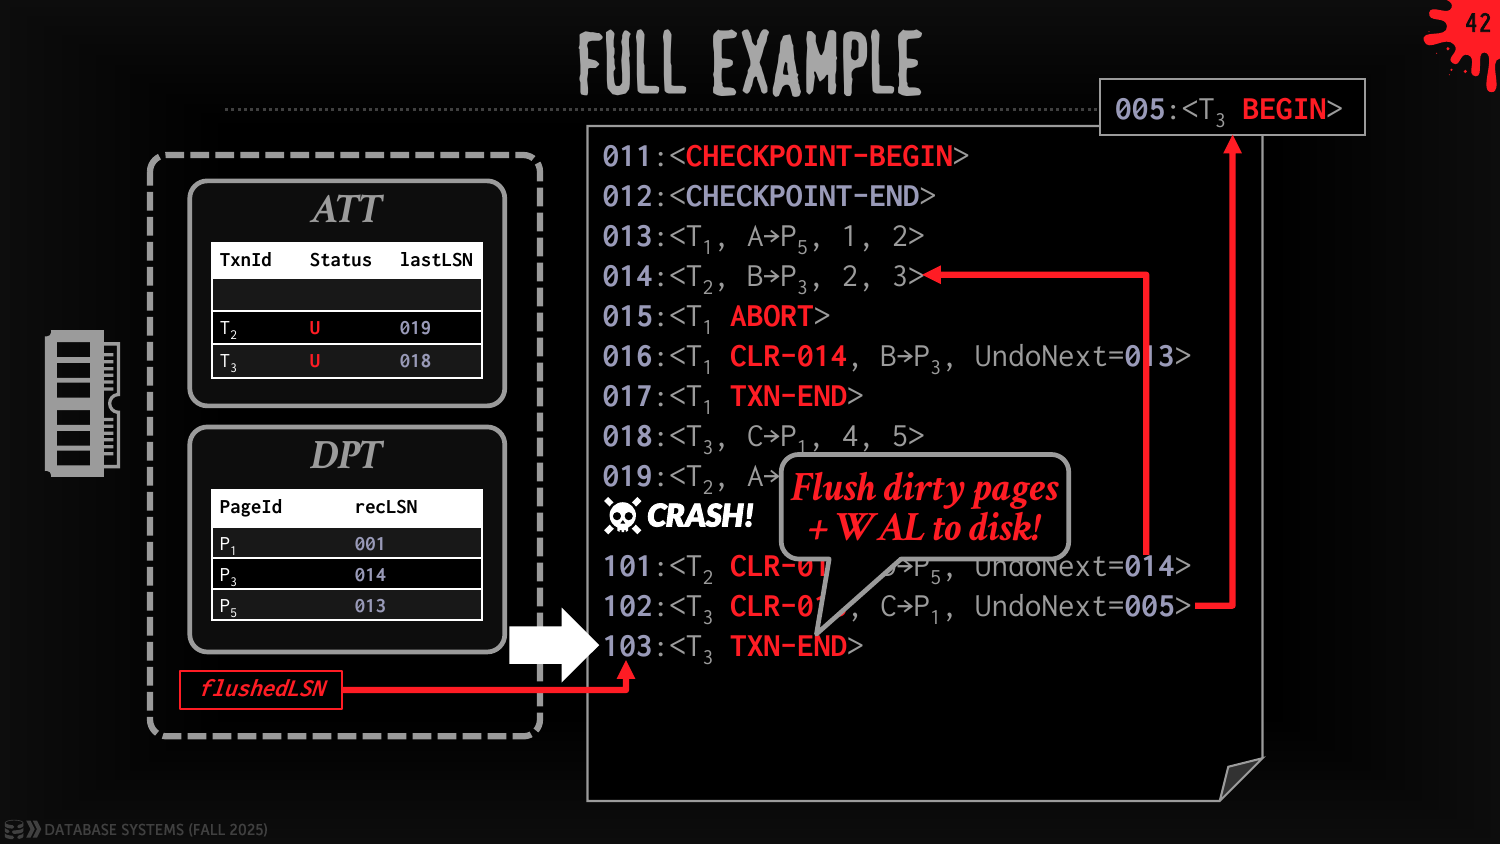 42
FULL EXAMPLE
005:<T3 BEGIN>
ATT
TxnId Status lastLSN
T2 U 019
T3 U 018
DPT
PageId recLSN
P1 001
P3 014
P5 013
flushedLSN
011:<CHECKPOINT-BEGIN>
012:<CHECKPOINT-END>
013:<T1, A→P5, 1, 2>
014:<T2, B→P3, 2, 3>
015:<T1 ABORT>
016:<T1 CLR-014, B→P3, UndoNext=013>
017:<T1 TXN-END>
018:<T3, C→P1, 4, 5>
019:<T2, A→
CRASH!
Flush dirty pages
+ WAL to disk!
101:<T2 CLR-01 →P5, UndoNext=014>
102:<T3 CLR-01 , C→P1, UndoNext=005>
103:<T3 TXN-END>
DATABASE SYSTEMS (FALL 2025)